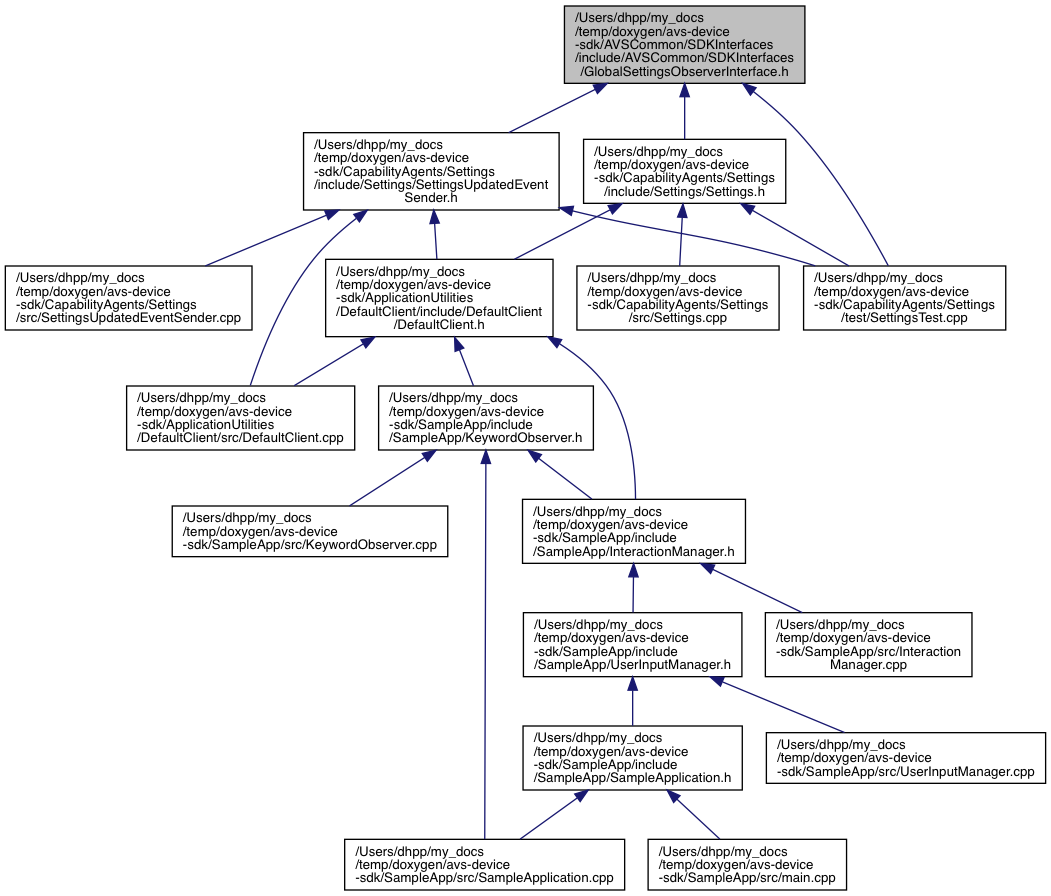 /Users/dhpp/my_docs
/temp/doxygen/avs-device
-sdk/AVSCommon/SDKInterfaces
/include/AVSCommon/SDKInterfaces
/GlobalSettingsObserverInterface.h
/Users/dhpp/my_docs
/temp/doxygen/avs-device
-sdk/CapabilityAgents/Settings
/include/Settings/SettingsUpdatedEvent
Sender.h
/Users/dhpp/my_docs
/temp/doxygen/avs-device
-sdk/CapabilityAgents/Settings
/include/Settings/Settings.h
/Users/dhpp/my_docs
/temp/doxygen/avs-device
-sdk/CapabilityAgents/Settings
/src/SettingsUpdatedEventSender.cpp
/Users/dhpp/my_docs
/temp/doxygen/avs-device
-sdk/ApplicationUtilities
/DefaultClient/include/DefaultClient
/DefaultClient.h
/Users/dhpp/my_docs
/temp/doxygen/avs-device
-sdk/CapabilityAgents/Settings
/src/Settings.cpp
/Users/dhpp/my_docs
/temp/doxygen/avs-device
-sdk/CapabilityAgents/Settings
/test/SettingsTest.cpp
/Users/dhpp/my_docs
/temp/doxygen/avs-device
-sdk/ApplicationUtilities
/DefaultClient/src/DefaultClient.cpp
/Users/dhpp/my_docs
/temp/doxygen/avs-device
-sdk/SampleApp/include
/SampleApp/KeywordObserver.h
/Users/dhpp/my_docs
/temp/doxygen/avs-device
-sdk/SampleApp/src/KeywordObserver.cpp
/Users/dhpp/my_docs
/temp/doxygen/avs-device
-sdk/SampleApp/include
/SampleApp/InteractionManager.h
/Users/dhpp/my_docs
/temp/doxygen/avs-device
-sdk/SampleApp/include
/SampleApp/UserInputManager.h
/Users/dhpp/my_docs
/temp/doxygen/avs-device
-sdk/SampleApp/src/Interaction
Manager.cpp
/Users/dhpp/my_docs
/temp/doxygen/avs-device
-sdk/SampleApp/include
/SampleApp/SampleApplication.h
/Users/dhpp/my_docs
/temp/doxygen/avs-device
-sdk/SampleApp/src/UserInputManager.cpp
/Users/dhpp/my_docs
/temp/doxygen/avs-device
-sdk/SampleApp/src/SampleApplication.cpp
/Users/dhpp/my_docs
/temp/doxygen/avs-device
-sdk/SampleApp/src/main.cpp